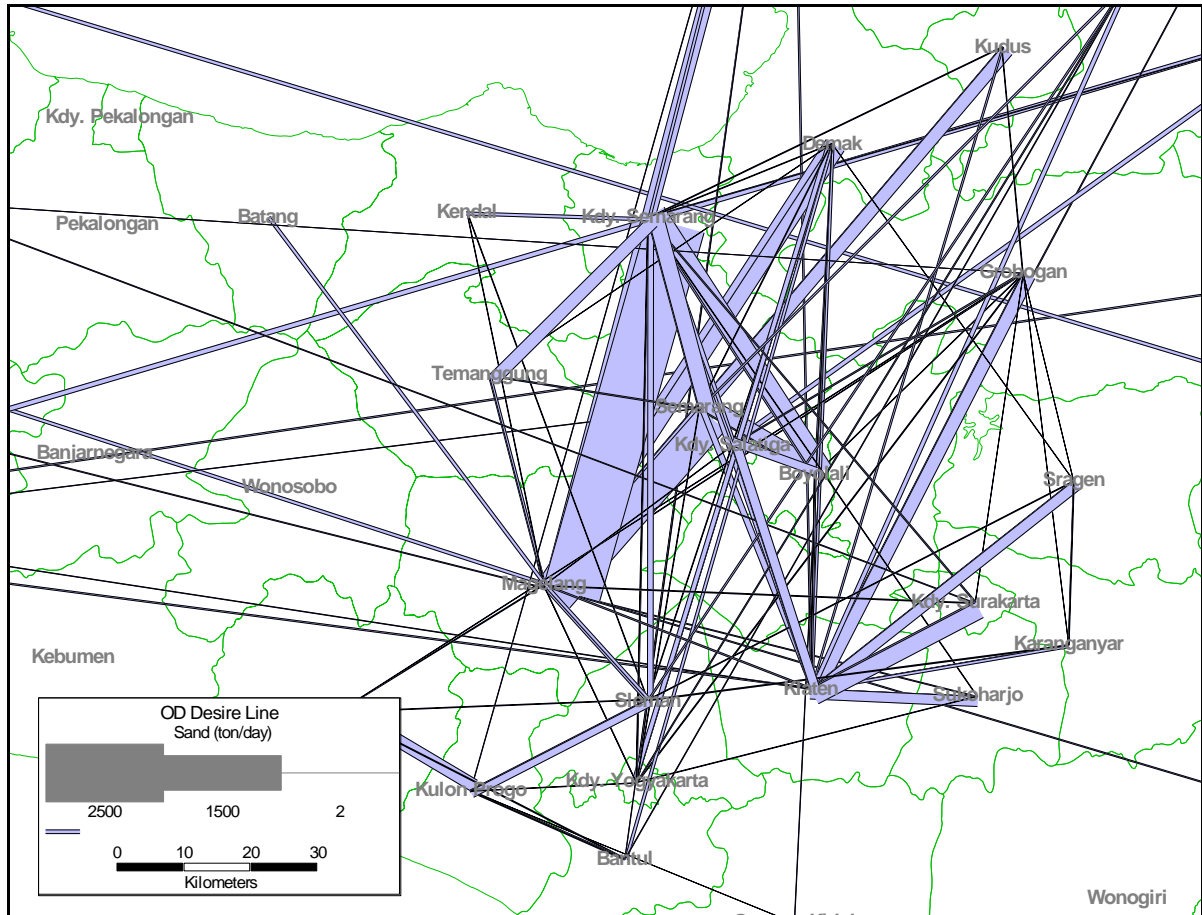 Kudus
Kdy. Pekalongan
Demak
Pekalongan
Batang
Kendal
Kdy. Semarang
Grobogan
Temanggung
Semarang
Kdy. Salatiga
Banjarnegara
Wonosobo
Boyolali
Sragen
Magelang
Kdy. Surakarta
Kebumen
Karanganyar
Sleman
Klaten
Sukoharjo
Kulon Progo
Kdy. Yogyakarta
Bantul
Wonogiri
OD Desire Line
Sand (ton/day)
2500 1500 2
0 10 20 30
Kilometers